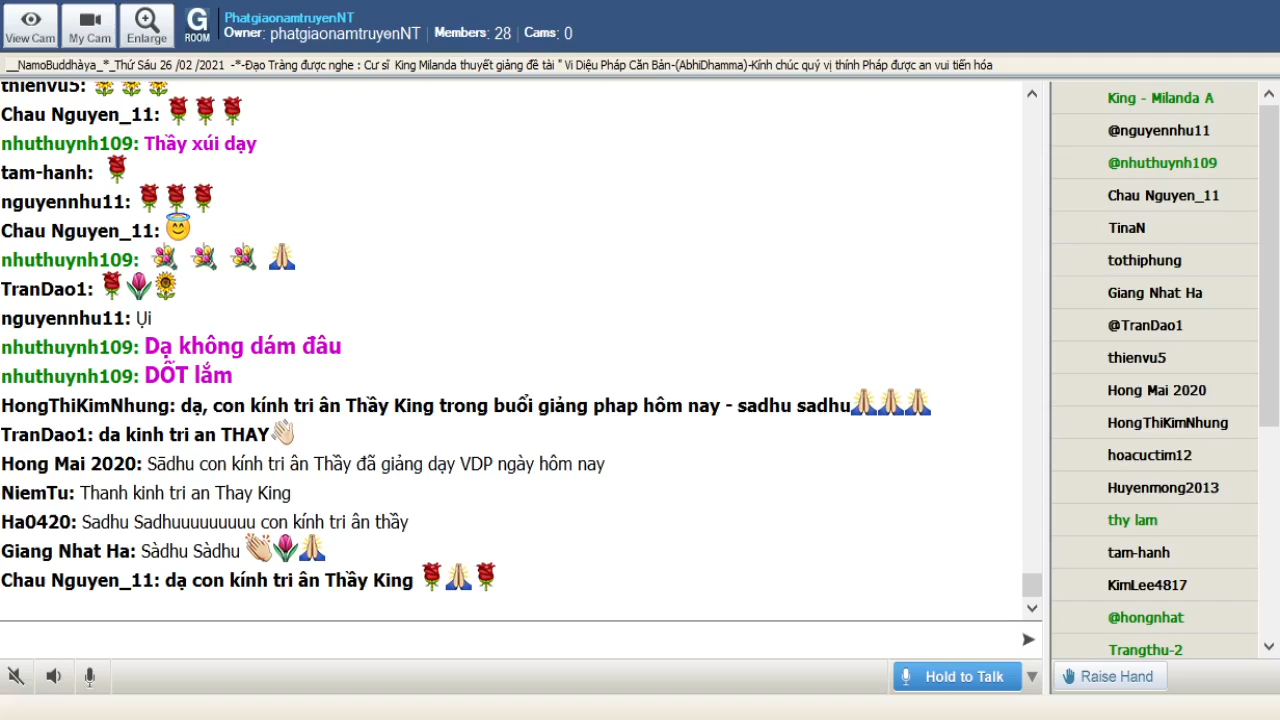 View Cam
My Cam
Enlarge
G
ROOM
PhatgiaonamtruyenNT
Owner: phatgiaonamtruyenNT | Members: 28 | Cams: 0
__NamoBuddhàya_*_Thứ Sáu 26 /02 /2021 -*-Đạo Tràng được nghe : Cư sĩ King Milanda thuyết giảng đề tài " Vi Diệu Pháp Căn Bản-(AbhiDhamma)-Kính chúc quý vị thính Pháp được an vui tiến hóa
thienvu5: 🌼🌼🌼
Chau Nguyen_11: 🌹🌹🌹
nhuthuynh109: Thầy xúi dạy
tam-hanh: 🌹
nguyennhu11: 🌹🌹🌹
Chau Nguyen_11: 😇
nhuthuynh109: 💐 💐 💐 🙏
TranDao1: 🌹🌷🌻
nguyennhu11: Ụi
nhuthuynh109: Dạ không dám đâu
nhuthuynh109: DỐT lắm
HongThiKimNhung: dạ, con kính tri ân Thầy King trong buổi giảng phap hôm nay - sadhu sadhu🙏🙏🙏
TranDao1: da kinh tri an THAY👋
Hong Mai 2020: Sādhu con kính tri ân Thầy đã giảng dạy VDP ngày hôm nay
NiemTu: Thanh kinh tri an Thay King
Ha0420: Sadhu Sadhuuuuuuuuu con kính tri ân thầy
Giang Nhat Ha: Sàdhu Sàdhu 👏🌷🙏
Chau Nguyen_11: dạ con kính tri ân Thầy King 🌹🙏🌹
Hold to Talk
King - Milanda A
@nguyennhu11
@nhuthuynh109
Chau Nguyen_11
TinaN
tothiphung
Giang Nhat Ha
@TranDao1
thienvu5
Hong Mai 2020
HongThiKimNhung
hoacuctim12
Huyenmong2013
thy lam
tam-hanh
KimLee4817
@hongnhat
Trangthu-2
Raise Hand